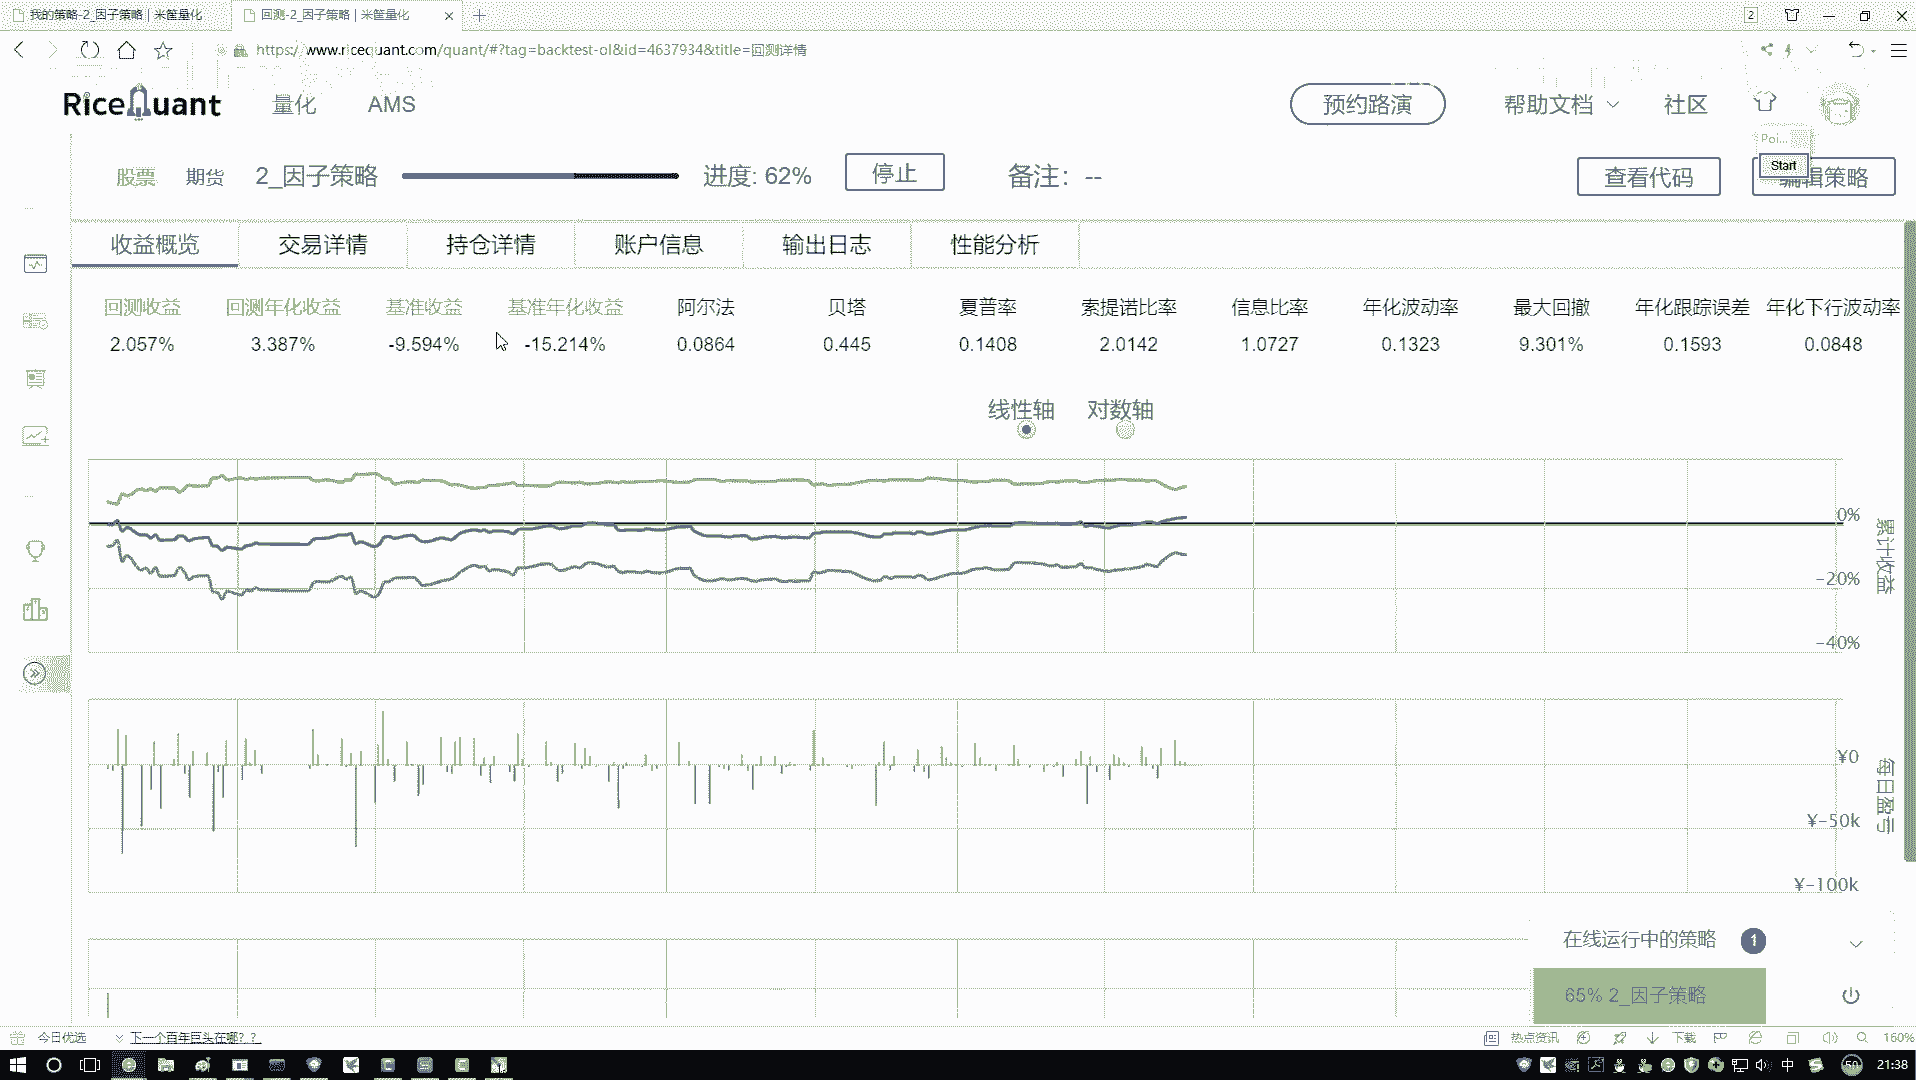 我的策略-2_因子策略 | 米筐量化
回测-2_因子策略 | 米筐量化
2
https://www.ricequant.com/quant/#?tag=backtest-ol&id=4637934&title=回测详情
RiceQuant
量化
AMS
预约路演
帮助文档
社区
Poi...
Start
股票
期货
2_因子策略
进度: 62%
停止
备注: --
查看代码
编辑策略
收益概览
交易详情
持仓详情
账户信息
输出日志
性能分析
回测收益 回测年化收益 基准收益 基准年化收益 阿尔法 贝塔 夏普率 索提诺比率 信息比率 年化波动率 最大回撤 年化跟踪误差 年化下行波动率
2.057% 3.387% -9.594% -15.214% 0.0864 0.445 0.1408 2.0142 1.0727 0.1323 9.301% 0.1593 0.0848
线性轴 对数轴
0%
-20%
-40%
累计收益
¥0
¥-50k
¥-100k
每日盈亏
在线运行中的策略 1
65% 2_因子策略
今日优选
下一个百年巨头在哪？？
热点资讯
下载
160%
中
50
21:38